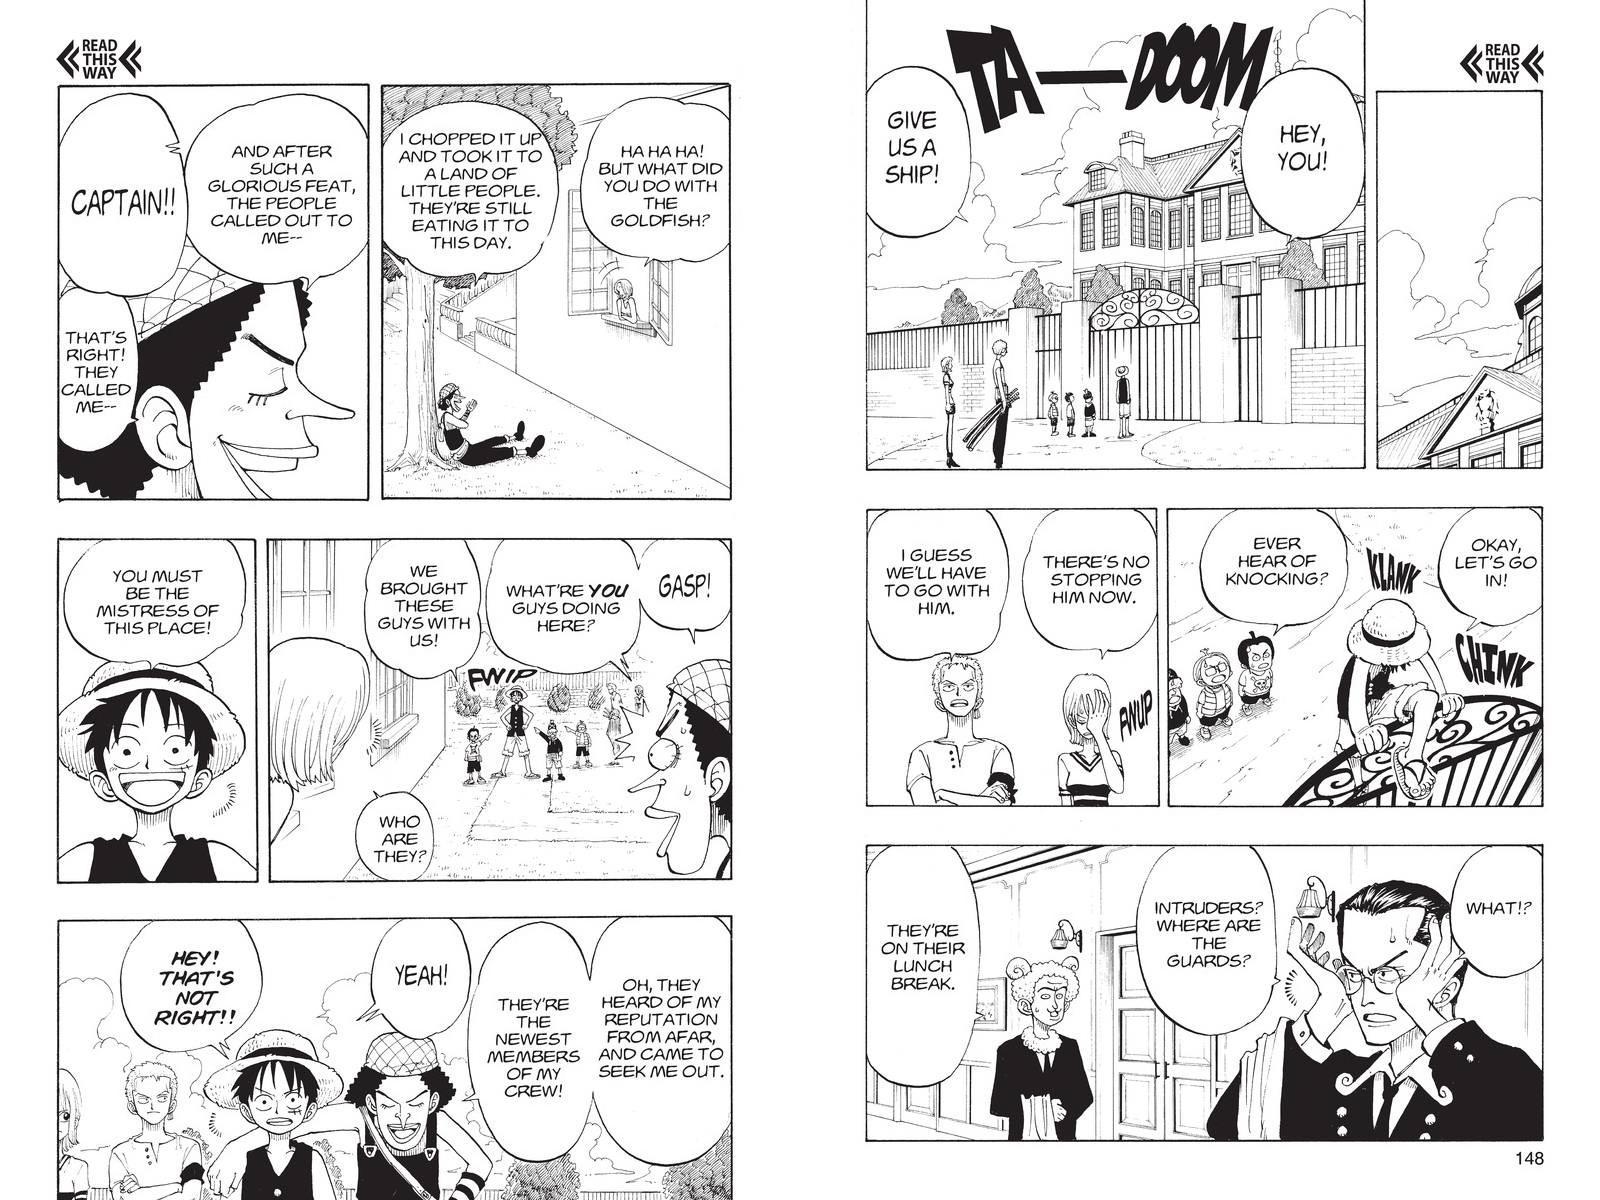 READ
THIS
WAY
HEY,
YOU!
TA—DOOM
GIVE
US A
SHIP!
OKAY,
LET'S GO
IN!
CHINK
KLANK
EVER
HEAR OF
KNOCKING?
THERE'S NO
STOPPING
HIM NOW.
FWUP
I GUESS
WE'LL HAVE
TO GO WITH
HIM.
WHAT!?
INTRUDERS?
WHERE ARE
THE
GUARDS?
THEY'RE
ON THEIR
LUNCH
BREAK.
148
READ
THIS
WAY
HA HA HA!
BUT WHAT DID
YOU DO WITH
THE
GOLDFISH?
I CHOPPED IT UP
AND TOOK IT TO
A LAND OF
LITTLE PEOPLE.
THEY'RE STILL
EATING IT TO
THIS DAY.
AND AFTER
SUCH A
GLORIOUS FEAT,
THE PEOPLE
CALLED OUT TO
ME--
CAPTAIN!!
THAT'S
RIGHT!
THEY
CALLED
ME--
GASP!
WHAT'RE YOU
GUYS DOING
HERE?
WE
BROUGHT
THESE
GUYS WITH
US!
FWIP
WHO
ARE
THEY?
YOU MUST
BE THE
MISTRESS OF
THIS PLACE!
OH, THEY
HEARD OF MY
REPUTATION
FROM AFAR,
AND CAME TO
SEEK ME OUT.
THEY'RE
THE
NEWEST
MEMBERS
OF MY
CREW!
YEAH!
HEY!
THAT'S
NOT
RIGHT!!